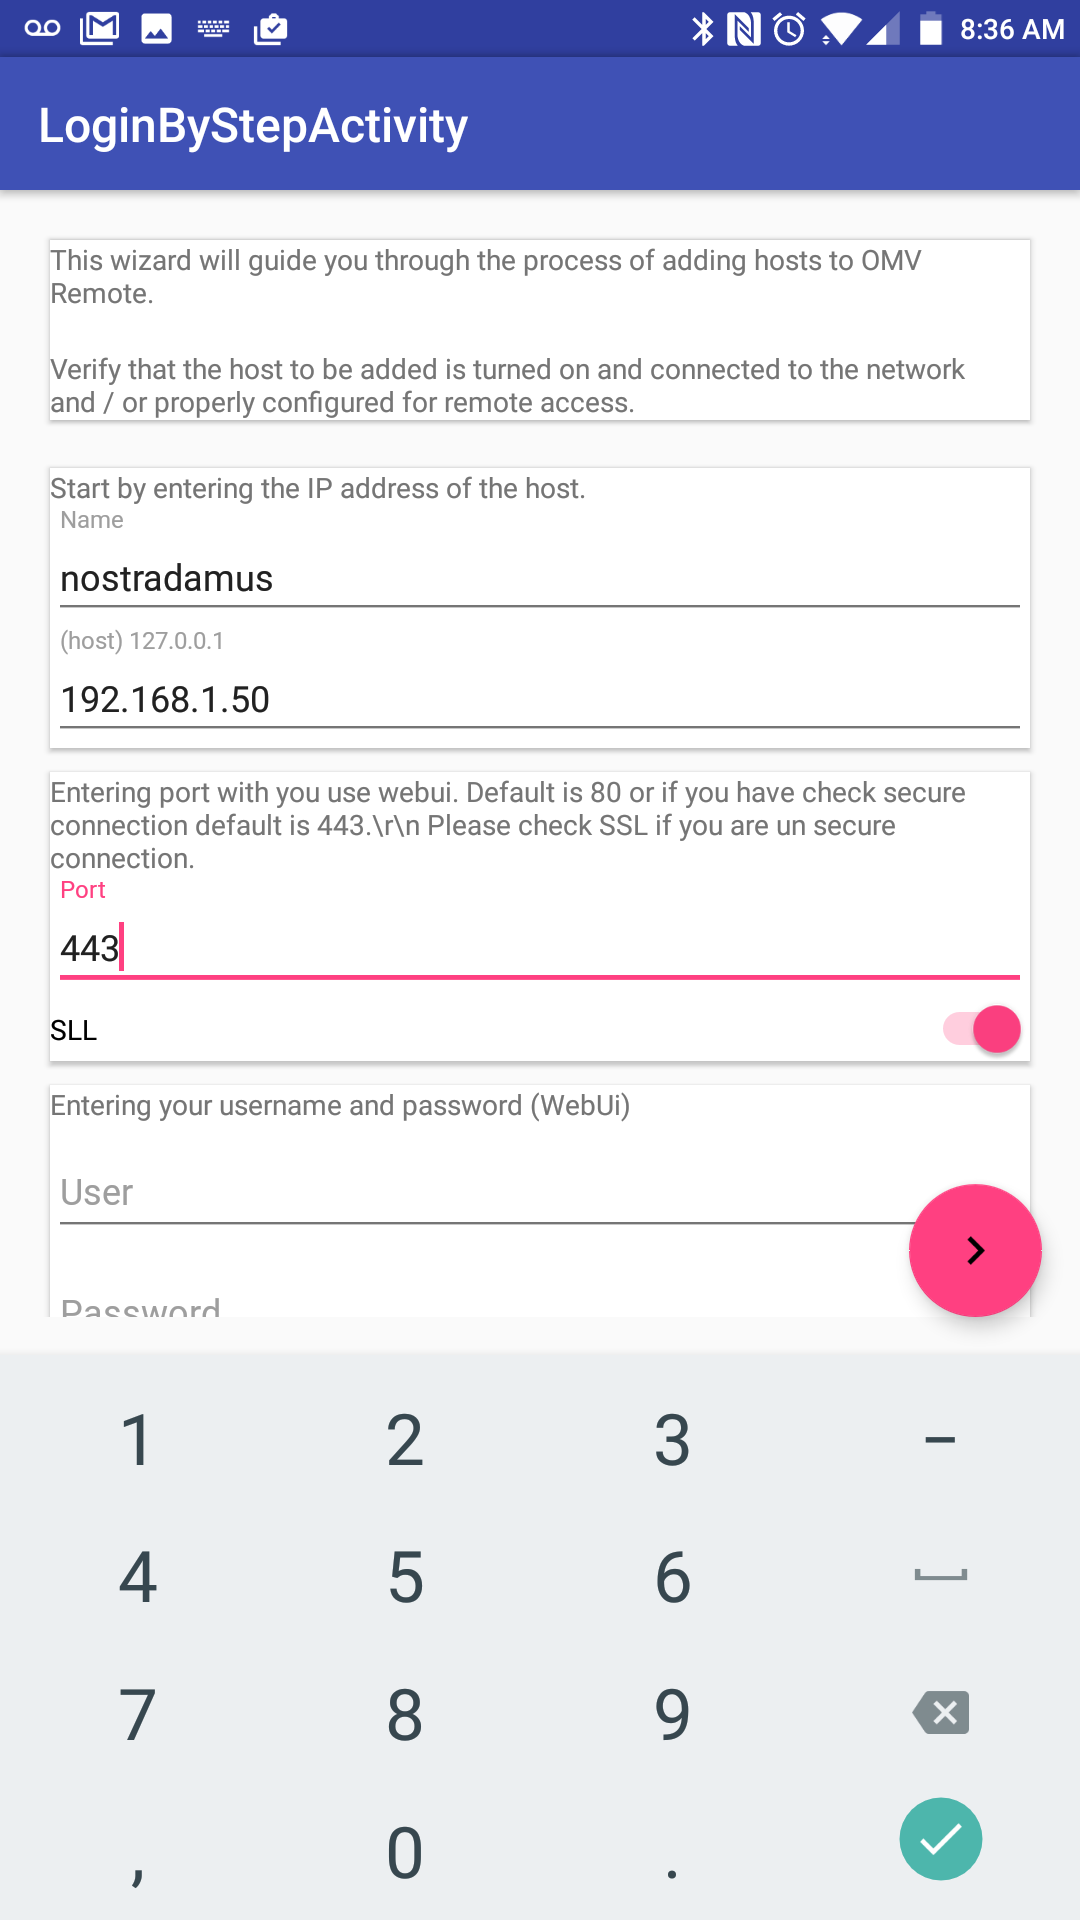 8:36 AM
LoginByStepActivity
This wizard will guide you through the process of adding hosts to OMV
Remote.
Verify that the host to be added is turned on and connected to the network
and / or properly configured for remote access.
Start by entering the IP address of the host.
Name
nostradamus
(host) 127.0.0.1
192.168.1.50
Entering port with you use webui. Default is 80 or if you have check secure
connection default is 443.\r\n Please check SSL if you are un secure
connection.
Port
443
SLL
Entering your username and password (WebUi)
User
Password
1 2 3 –
4 5 6
7 8 9
, 0 .